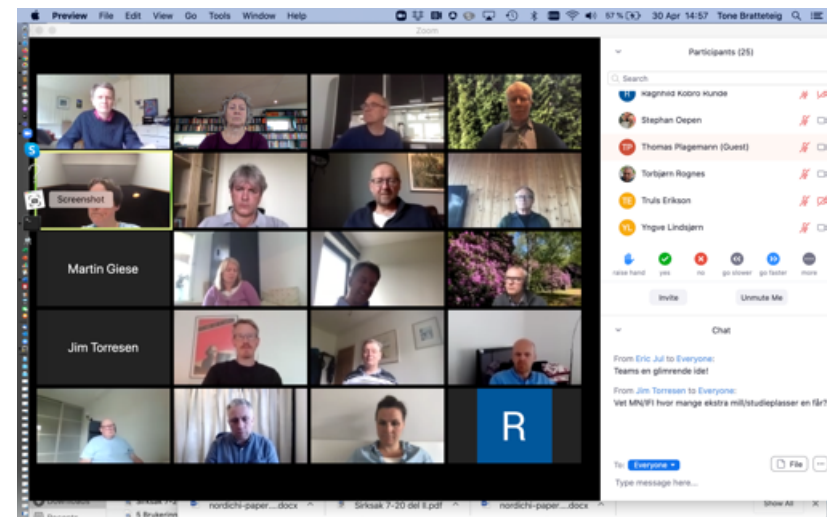 Preview File Edit View Go Tools Window Help
57% 30 Apr 14:57 Tone Bratteteig
Zoom
Participants (25)
Search
Ragnhild Kobro Runde
Stephan Oepen
TP Thomas Plagemann (Guest)
Torbjørn Rognes
TE Truls Erikson
YL Yngve Lindsjørn
raise hand yes no go slower go faster more
Invite Unmute Me
Chat
From Eric Jul to Everyone:
Teams en glimrende ide!
From Jim Torresen to Everyone:
Vet MN/IFI hvor mange ekstra mill/studieplasser en får?
To: Everyone
File
Type message here...
Screenshot
Martin Giese
Jim Torresen
R
Downloads
nordichi-paper....docx
Sirksak 7-20 del II.pdf
nordichi-paper....docx
Show All